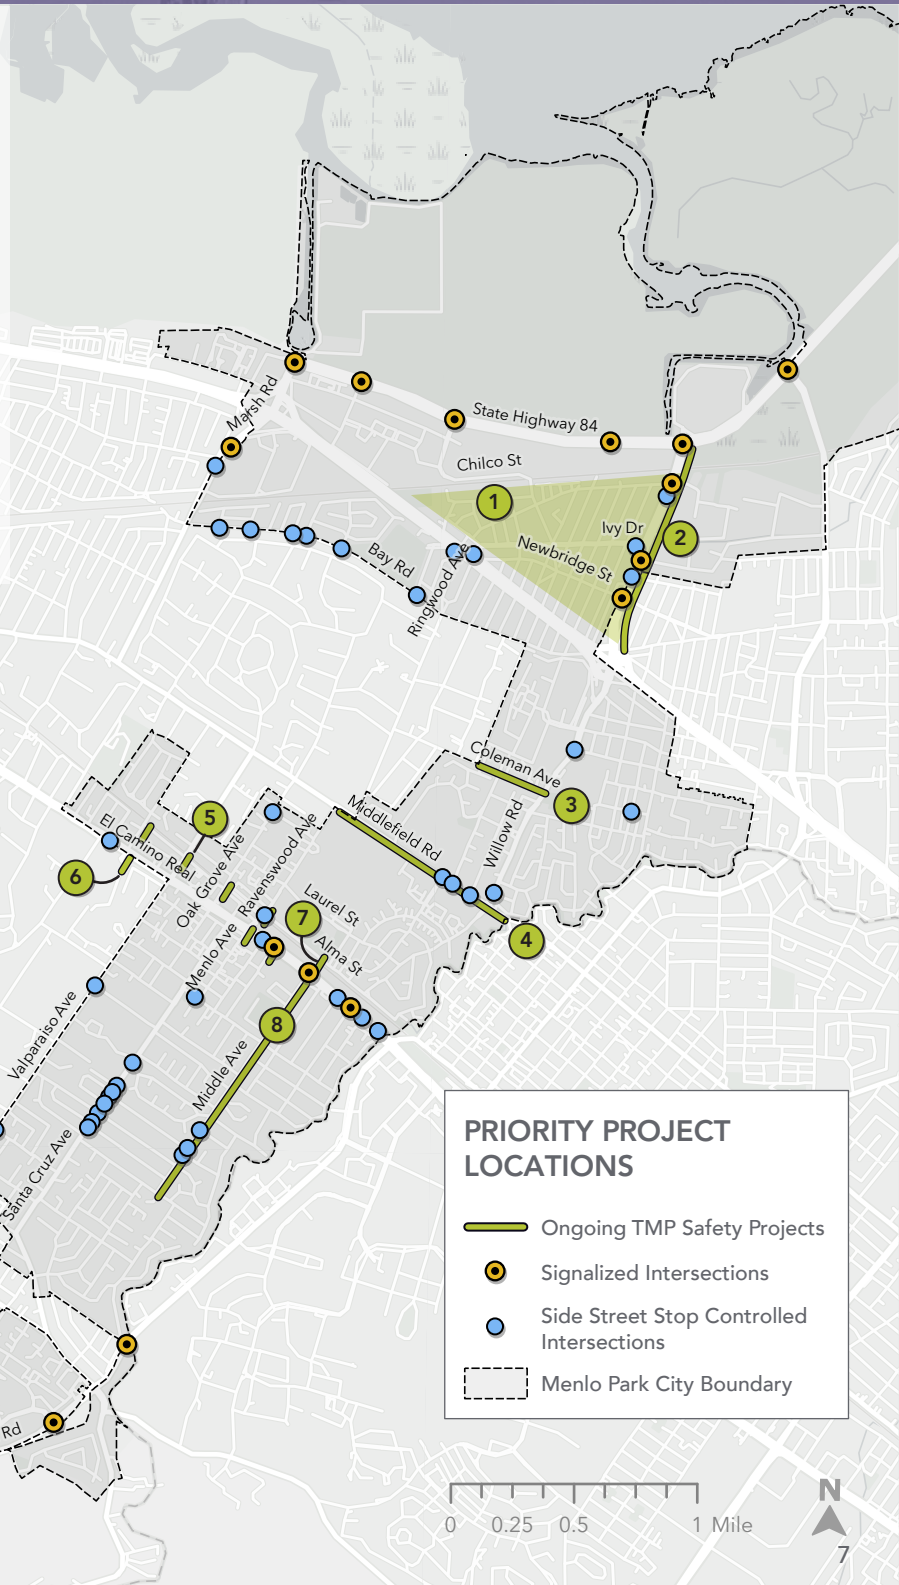 Marsh Rd
State Highway 84
Chilco St
1
Ivy Dr
2
Newbridge St
Bay Rd
Ringwood Ave
Coleman Ave
3
Middlefield Rd
Willow Rd
5
El Camino Real
6
Oak Grove Ave
Ravenswood Ave
Laurel St
7
4
Menlo Ave
Alma St
Valparaiso Ave
8
Middle Ave
Santa Cruz Ave
Rd
PRIORITY PROJECT
LOCATIONS
Ongoing TMP Safety Projects
Signalized Intersections
Side Street Stop Controlled
Intersections
Menlo Park City Boundary
0 0.25 0.5 1 Mile
N
7